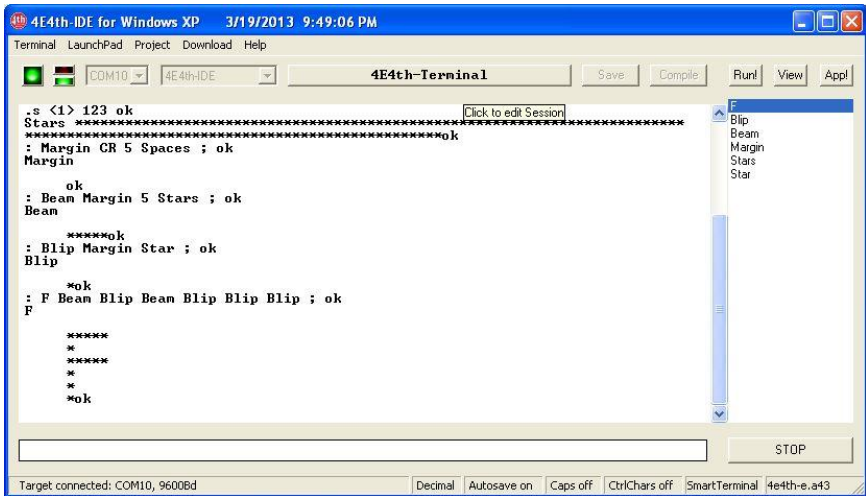 4th 4E4th-IDE for Windows XP 3/19/2013 9:49:06 PM
Terminal LaunchPad Project Download Help
COM10 4E4th-IDE 4E4th-Terminal Save Compile Run! View App!
.s <1> 123 ok
Click to edit Session
Stars *************************************************************************
**************************************************ok
: Margin CR 5 Spaces ; ok
Margin
ok
: Beam Margin 5 Stars ; ok
Beam
*****ok
: Blip Margin Star ; ok
Blip
*ok
: F Beam Blip Beam Blip Blip Blip ; ok
F
*****
*
*****
*
*
*ok
F
Blip
Beam
Margin
Stars
Star
STOP
Target connected: COM10, 9600Bd Decimal Autosave on Caps off CtrlChars off SmartTerminal 4e4th-e.a43